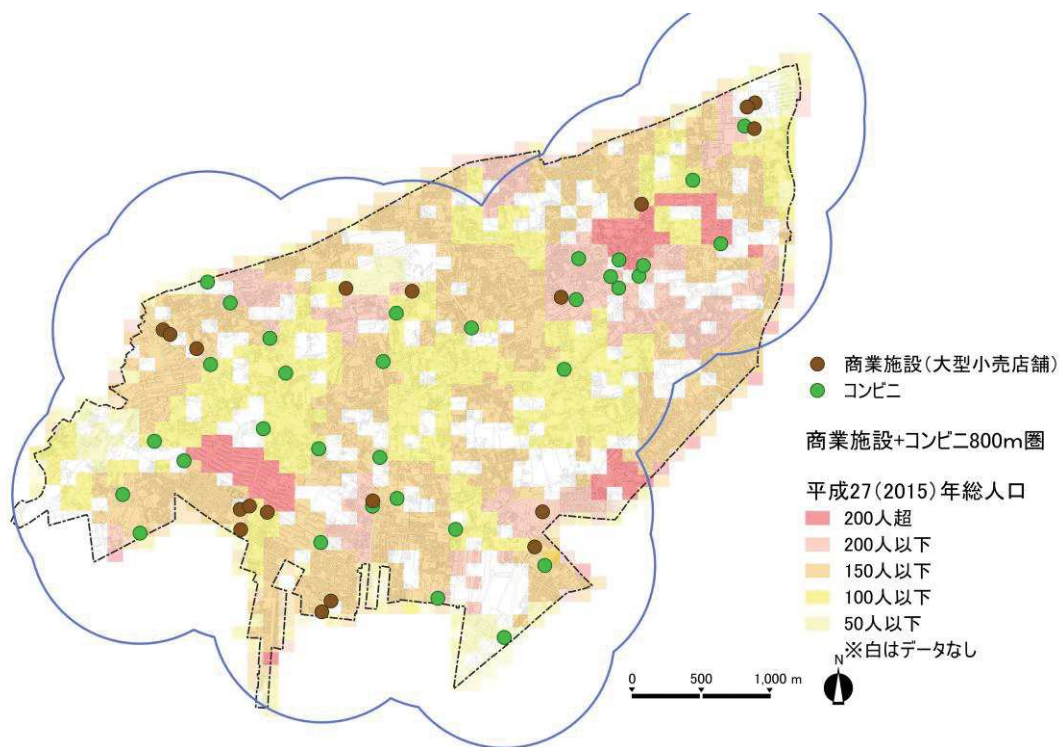 商業施設(大型小売店舗)
コンビニ
商業施設+コンビニ800m圏
平成27(2015)年総人口
200人超
200人以下
150人以下
100人以下
50人以下
※白はデータなし
0 500 1,000 m
N